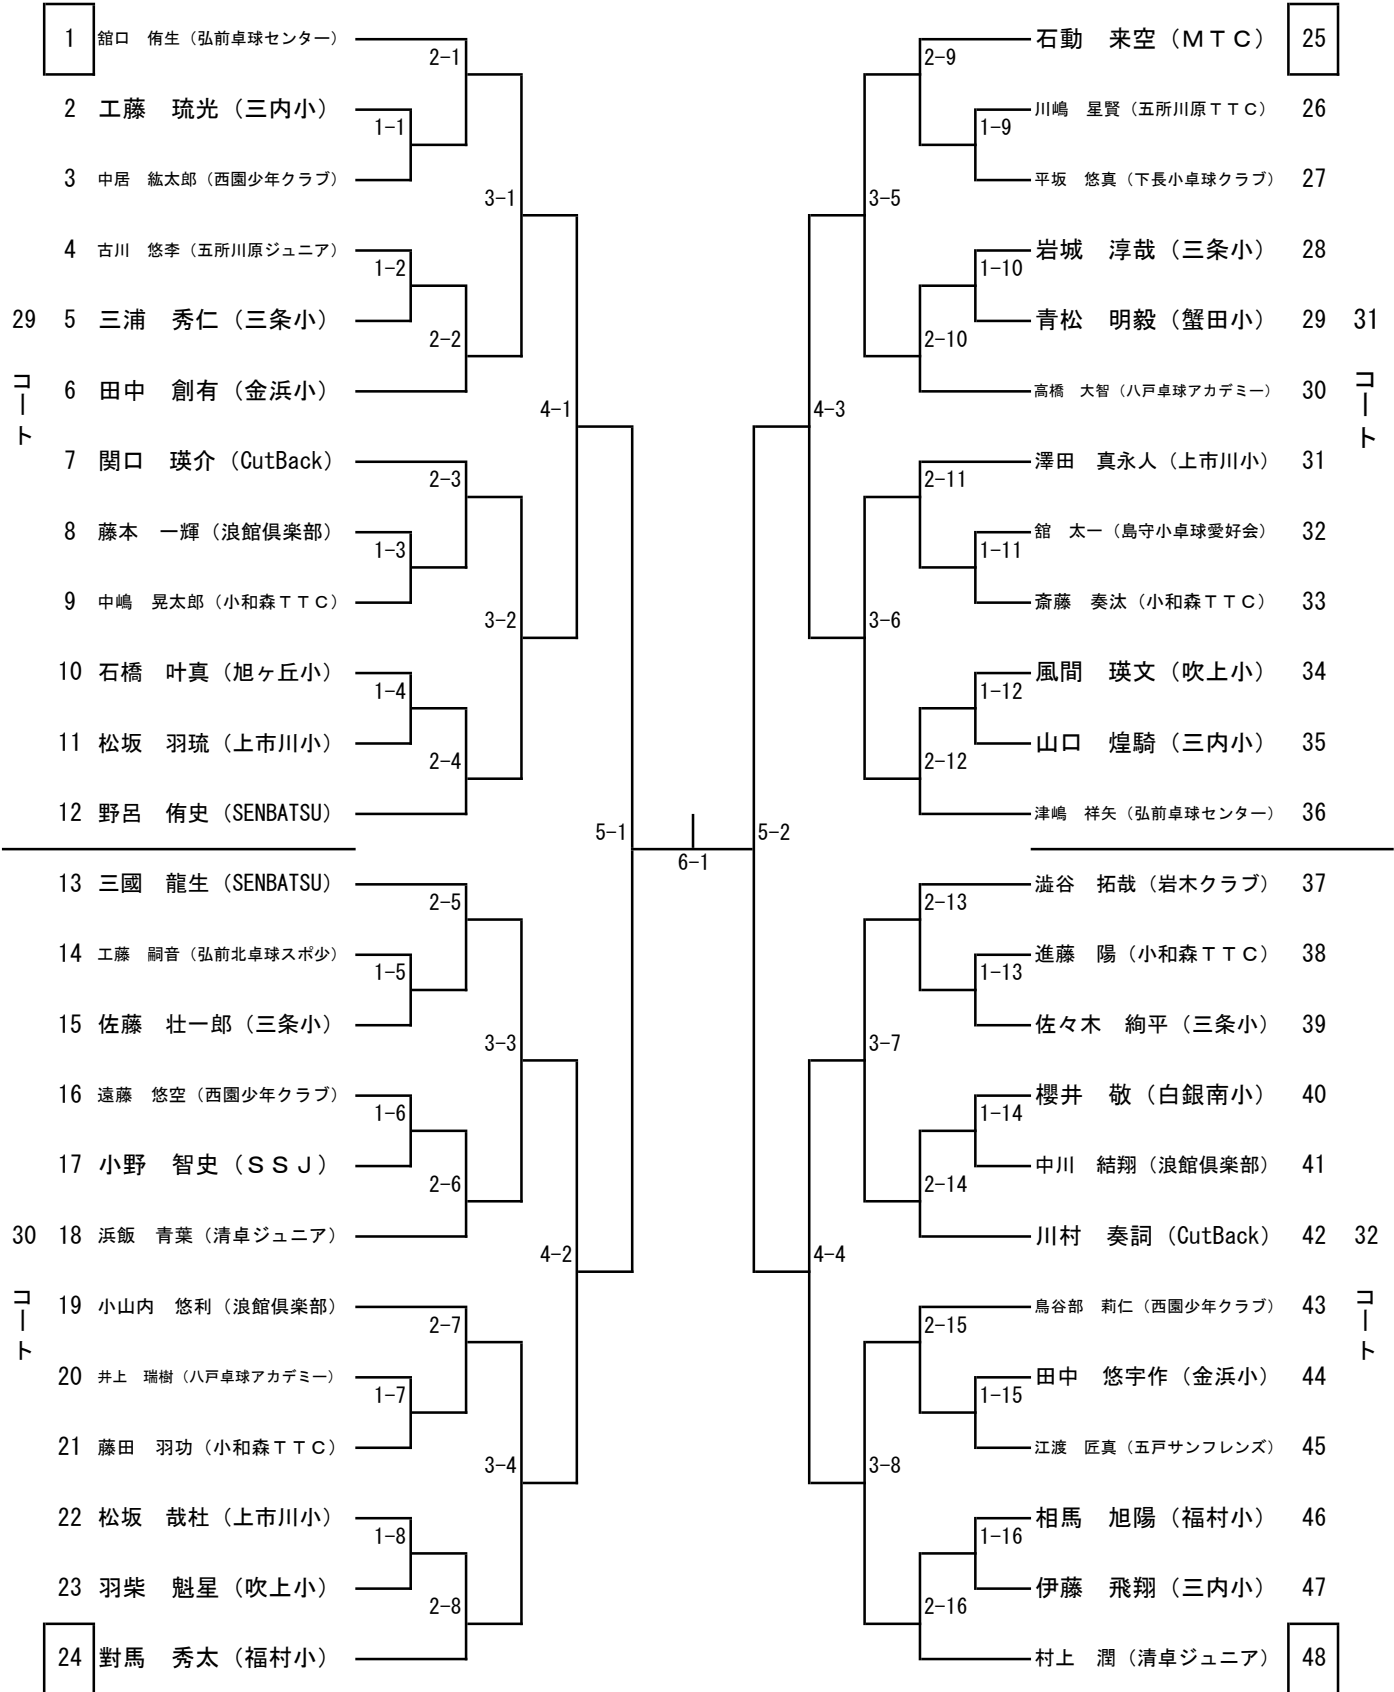 1 舘口 侑生（弘前卓球センター）
2-1
2 工藤 琉光（三内小）
1-1
3 中居 紘太郎（西園少年クラブ）
3-1
4 古川 悠李（五所川原ジュニア）
1-2
29 5 三浦 秀仁（三条小）
2-2
コート
6 田中 創有（金浜小）
4-1
7 関口 瑛介（CutBack）
2-3
8 藤本 一輝（浪館倶楽部）
1-3
9 中嶋 晃太郎（小和森ＴＴＣ）
3-2
10 石橋 叶真（旭ヶ丘小）
1-4
11 松坂 羽琉（上市川小）
2-4
12 野呂 侑史（SENBATSU）
5-1
13 三國 龍生（SENBATSU）
2-5
14 工藤 嗣音（弘前北卓球スポ少）
1-5
15 佐藤 壮一郎（三条小）
3-3
16 遠藤 悠空（西園少年クラブ）
1-6
17 小野 智史（ＳＳＪ）
2-6
30 18 浜飯 青葉（清卓ジュニア）
4-2
コート
19 小山内 悠利（浪館倶楽部）
2-7
20 井上 瑞樹（八戸卓球アカデミー）
1-7
21 藤田 羽功（小和森ＴＴＣ）
3-4
22 松坂 哉杜（上市川小）
1-8
23 羽柴 魁星（吹上小）
2-8
24 對馬 秀太（福村小）
6-1
石動 来空（ＭＴＣ） 25
2-9
川嶋 星賢（五所川原ＴＴＣ） 26
1-9
平坂 悠真（下長小卓球クラブ） 27
3-5
岩城 淳哉（三条小） 28
1-10
青松 明毅（蟹田小） 29 31
2-10
コート
高橋 大智（八戸卓球アカデミー） 30
4-3
澤田 真永人（上市川小） 31
2-11
舘 太一（島守小卓球愛好会） 32
1-11
斎藤 奏汰（小和森ＴＴＣ） 33
3-6
風間 瑛文（吹上小） 34
1-12
山口 煌騎（三内小） 35
2-12
津嶋 祥矢（弘前卓球センター） 36
5-2
澁谷 拓哉（岩木クラブ） 37
2-13
進藤 陽（小和森ＴＴＣ） 38
1-13
佐々木 絢平（三条小） 39
3-7
櫻井 敬（白銀南小） 40
1-14
中川 結翔（浪館倶楽部） 41
2-14
川村 奏詞（CutBack） 42 32
4-4
コート
鳥谷部 莉仁（西園少年クラブ） 43
2-15
田中 悠宇作（金浜小） 44
1-15
江渡 匠真（五戸サンフレンズ） 45
3-8
相馬 旭陽（福村小） 46
1-16
伊藤 飛翔（三内小） 47
2-16
村上 潤（清卓ジュニア） 48